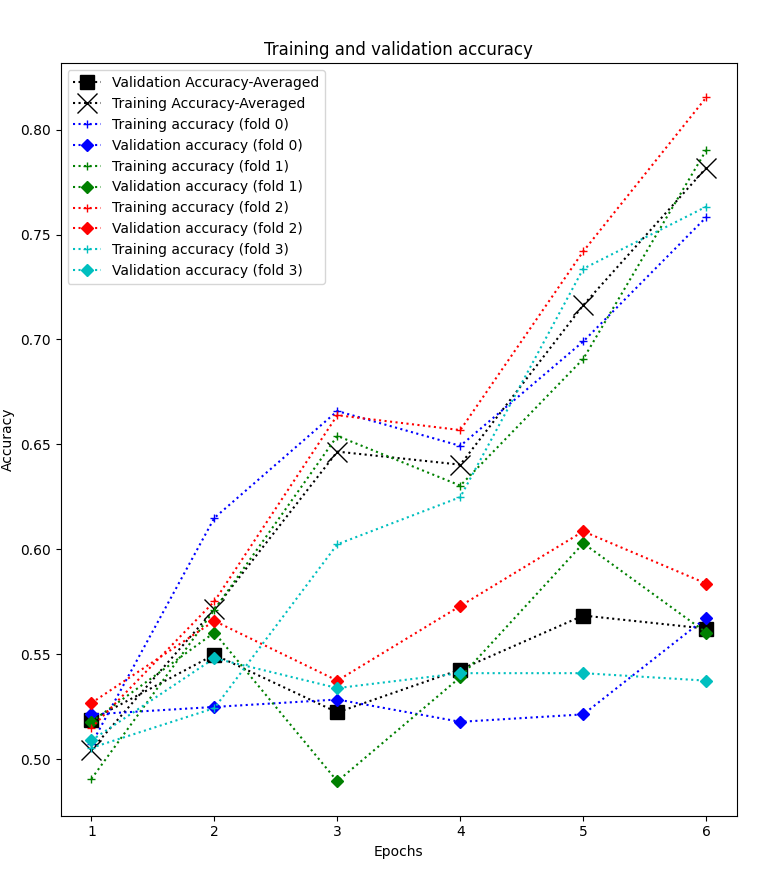 Training and validation accuracy
Validation Accuracy-Averaged
Training Accuracy-Averaged
Training accuracy (fold 0)
Validation accuracy (fold 0)
Training accuracy (fold 1)
Validation accuracy (fold 1)
Training accuracy (fold 2)
Validation accuracy (fold 2)
Training accuracy (fold 3)
Validation accuracy (fold 3)
0.80
0.75
0.70
0.65
0.60
0.55
0.50
Accuracy
1 2 3 4 5 6
Epochs